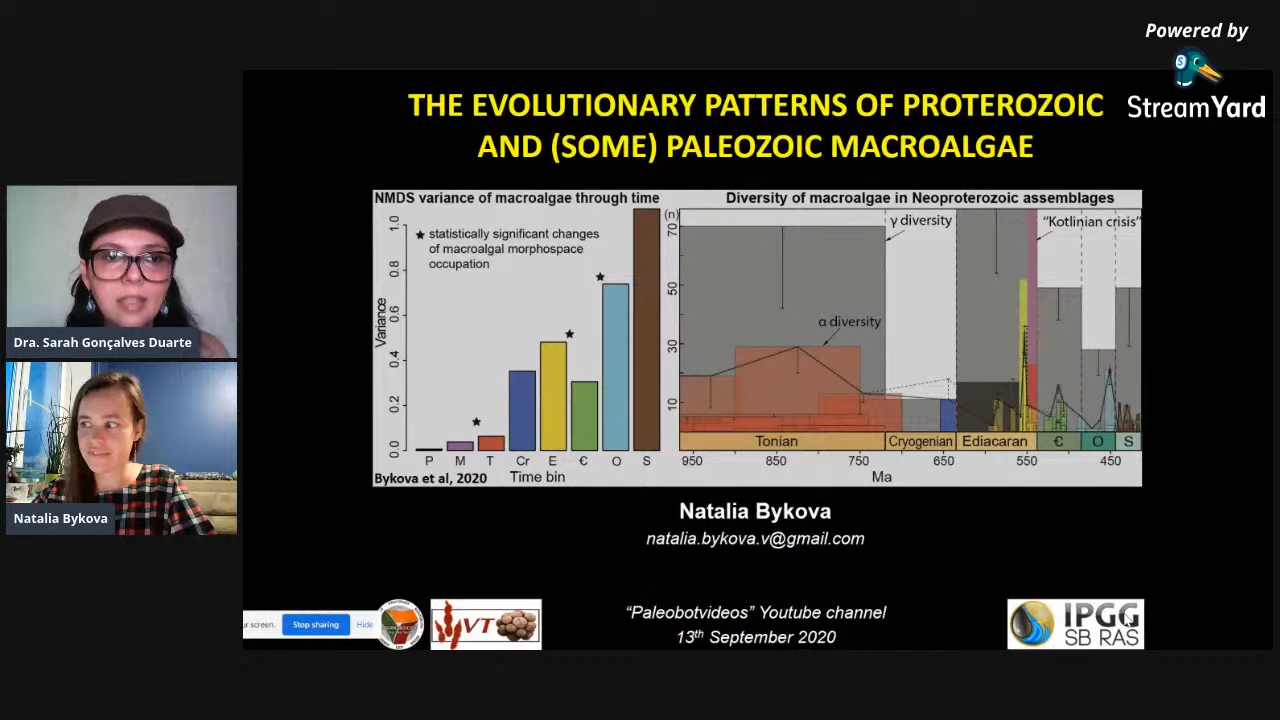 Powered by
StreamYard
THE EVOLUTIONARY PATTERNS OF PROTEROZOIC
AND (SOME) PALEOZOIC MACROALGAE
NMDS variance of macroalgae through time
★ statistically significant changes
of macroalgal morphospace
occupation
Variance
1.0
0.8
0.6
0.4
0.2
0.0
P M T Cr E Є O S
Bykova et al, 2020 Time bin
Diversity of macroalgae in Neoproterozoic assemblages
(n)
70
50
30
10
γ diversity
"Kotlinian crisis"
α diversity
Tonian Cryogenian Ediacaran Є O S
950 850 750 650 550 450
Ma
Dra. Sarah Gonçalves Duarte
Natalia Bykova
Natalia Bykova
natalia.bykova.v@gmail.com
ur screen. Stop sharing Hide
IVT
"Paleobotvideos" Youtube channel
13th September 2020
IPGG
SB RAS